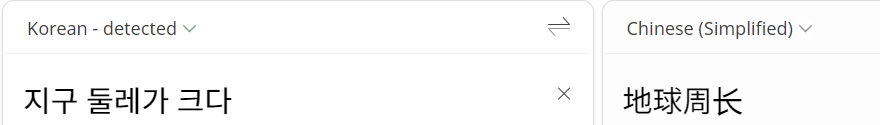 Korean - detected
Chinese (Simplified)
지구 둘레가 크다
地球周长